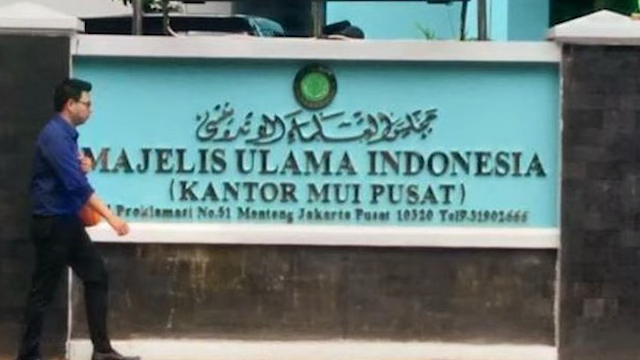 مجلس العلماء الإندونيسي
MAJELIS ULAMA INDONESIA
(KANTOR MUI PUSAT)
Proklamasi No.51 Menteng Jakarta Pusat 10320 Telp.31902666